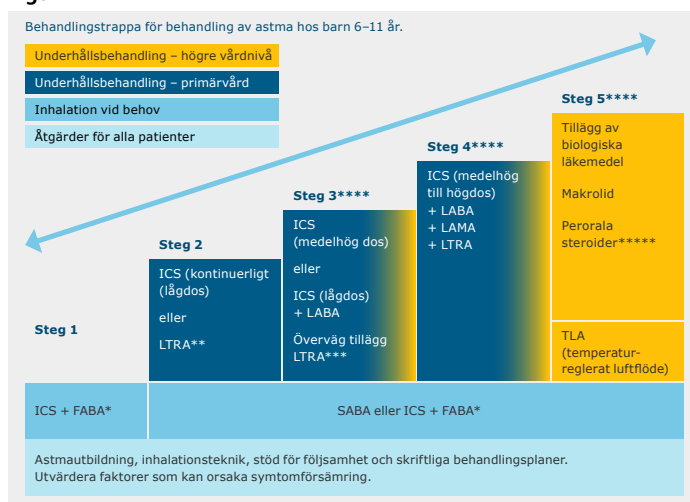 Behandlingstrappa för behandling av astma hos barn 6–11 år.
Underhållsbehandling – högre vårdnivå
Underhållsbehandling – primärvård
Inhalation vid behov
Åtgärder för alla patienter
Steg 1
Steg 2
ICS (kontinuerligt
(lågdos)
eller
LTRA**
Steg 3****
ICS
(medelhög dos)
eller
ICS (lågdos)
+ LABA
Överväg tillägg
LTRA***
Steg 4****
ICS (medelhög
till högdos)
+ LABA
+ LAMA
+ LTRA
Steg 5****
Tillägg av
biologiska
läkemedel
Makrolid
Perorala
steroider*****
TLA
(temperatur-
reglerat luftflöde)
ICS + FABA*
SABA eller ICS + FABA*
Astmautbildning, inhalationsteknik, stöd för följsamhet och skriftliga behandlingsplaner.
Utvärdera faktorer som kan orsaka symtomförsämring.